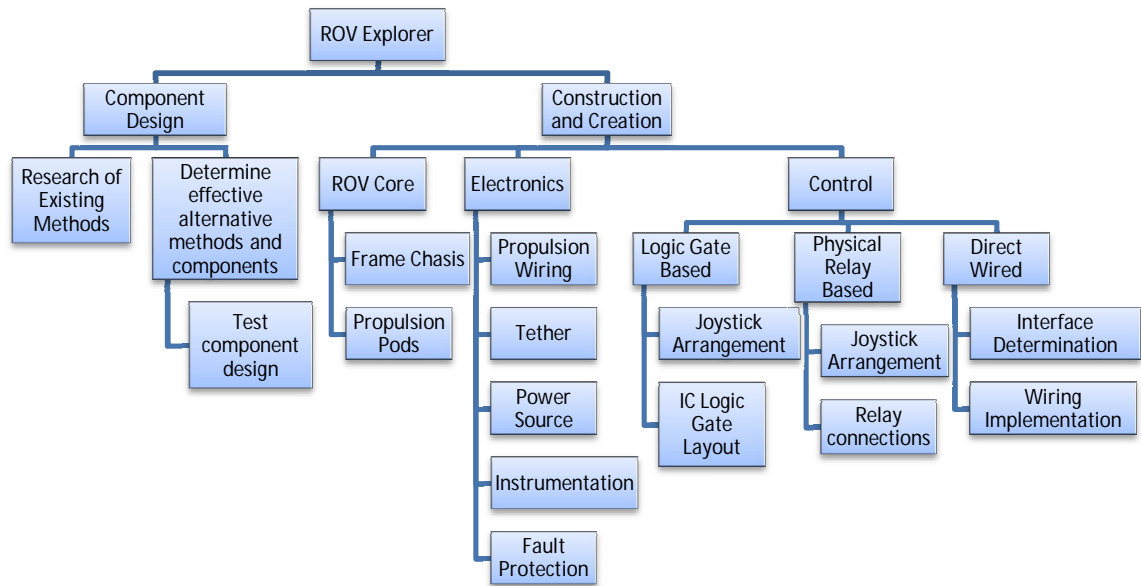 ROV Explorer
Component
Design
Construction
and Creation
Research of
Existing
Methods
Determine
effective
alternative
methods and
components
Test
component
design
ROV Core
Frame Chasis
Propulsion
Pods
Electronics
Propulsion
Wiring
Tether
Power
Source
Instrumentation
Fault
Protection
Control
Logic Gate
Based
Joystick
Arrangement
IC Logic
Gate
Layout
Physical
Relay
Based
Joystick
Arrangement
Relay
connections
Direct
Wired
Interface
Determination
Wiring
Implementation